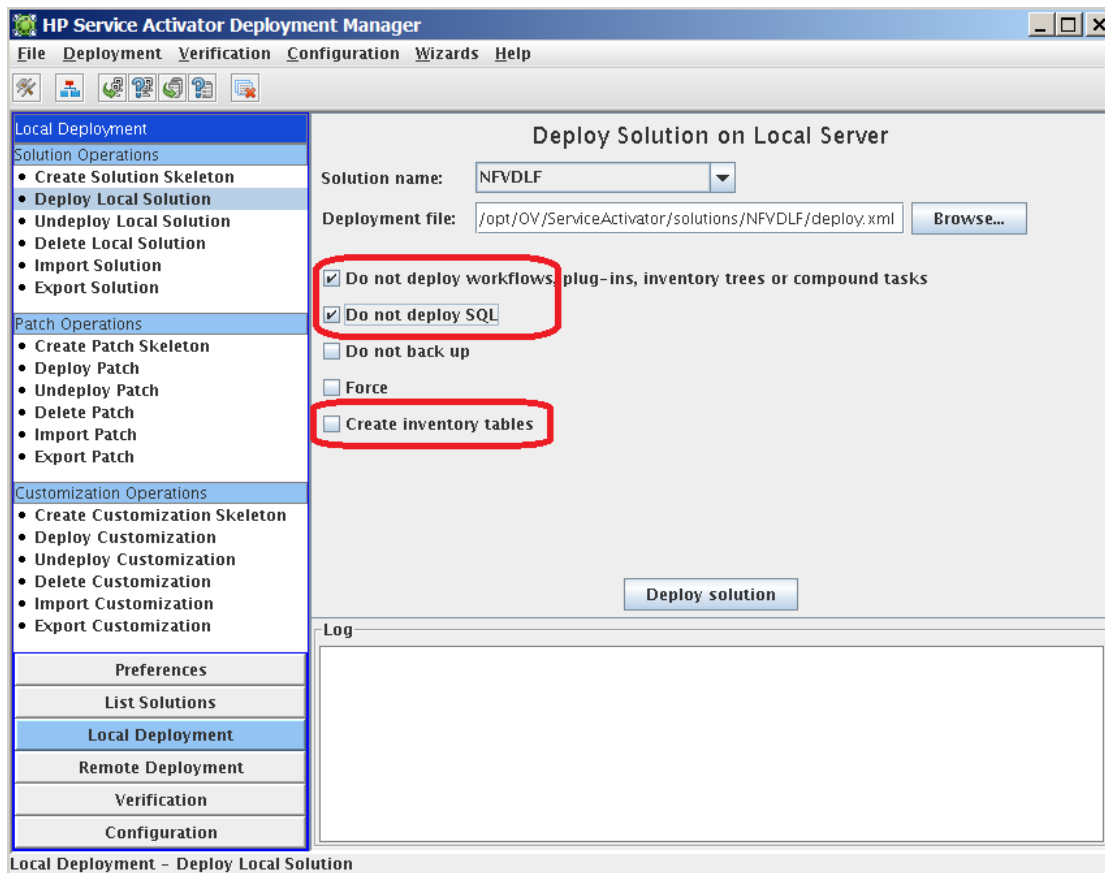 HP Service Activator Deployment Manager
File Deployment Verification Configuration Wizards Help
Local Deployment
Solution Operations
• Create Solution Skeleton
• Deploy Local Solution
• Undeploy Local Solution
• Delete Local Solution
• Import Solution
• Export Solution
Patch Operations
• Create Patch Skeleton
• Deploy Patch
• Undeploy Patch
• Delete Patch
• Import Patch
• Export Patch
Customization Operations
• Create Customization Skeleton
• Deploy Customization
• Undeploy Customization
• Delete Customization
• Import Customization
• Export Customization
Preferences
List Solutions
Local Deployment
Remote Deployment
Verification
Configuration
Deploy Solution on Local Server
Solution name: NFVDLF
Deployment file: /opt/OV/ServiceActivator/solutions/NFVDLF/deploy.xml Browse...
Do not deploy workflows, plug-ins, inventory trees or compound tasks
Do not deploy SQL
Do not back up
Force
Create inventory tables
Deploy solution
Log
Local Deployment - Deploy Local Solution